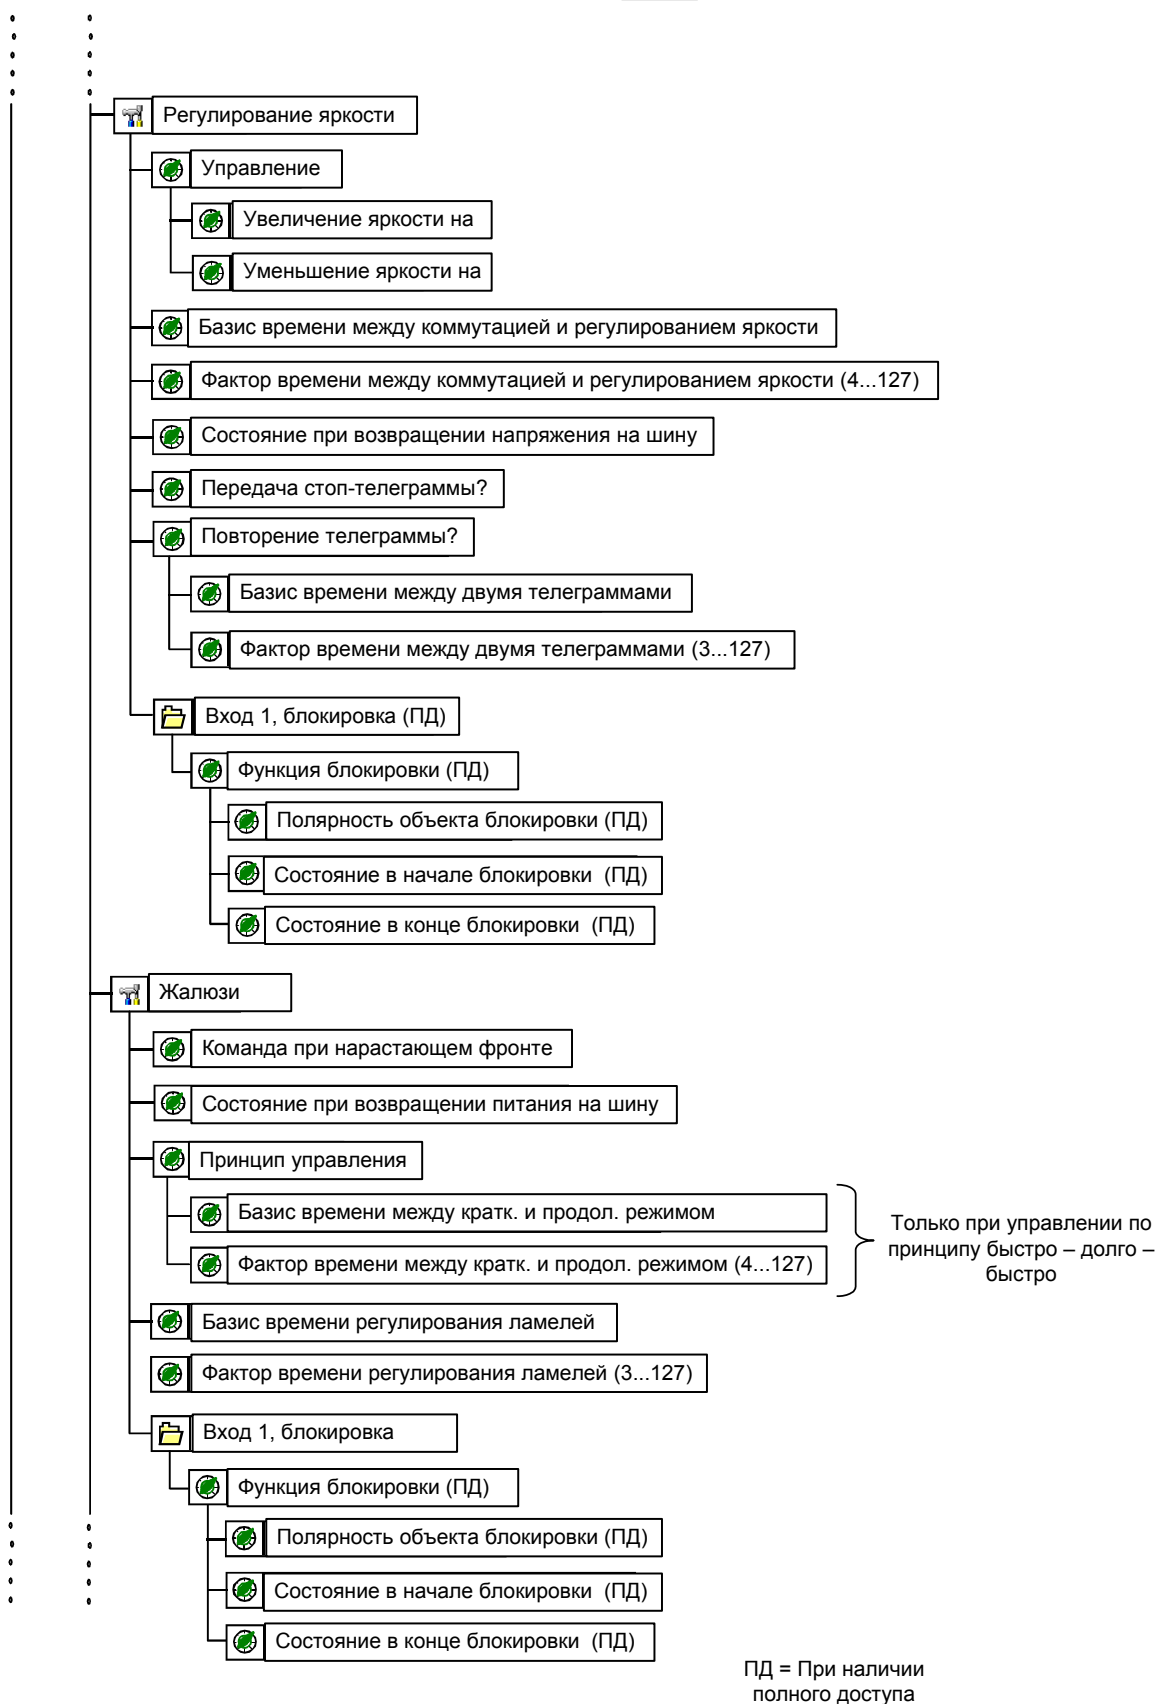 Регулирование яркости
Управление
Увеличение яркости на
Уменьшение яркости на
Базис времени между коммутацией и регулированием яркости
Фактор времени между коммутацией и регулированием яркости (4...127)
Состояние при возвращении напряжения на шину
Передача стоп-телеграммы?
Повторение телеграммы?
Базис времени между двумя телеграммами
Фактор времени между двумя телеграммами (3...127)
Вход 1, блокировка (ПД)
Функция блокировки (ПД)
Полярность объекта блокировки (ПД)
Состояние в начале блокировки (ПД)
Состояние в конце блокировки (ПД)
Жалюзи
Команда при нарастающем фронте
Состояние при возвращении питания на шину
Принцип управления
Базис времени между кратк. и продол. режимом
Фактор времени между кратк. и продол. режимом (4...127)
Только при управлении по
принципу быстро – долго –
быстро
Базис времени регулирования ламелей
Фактор времени регулирования ламелей (3...127)
Вход 1, блокировка
Функция блокировки (ПД)
Полярность объекта блокировки (ПД)
Состояние в начале блокировки (ПД)
Состояние в конце блокировки (ПД)
ПД = При наличии
полного доступа